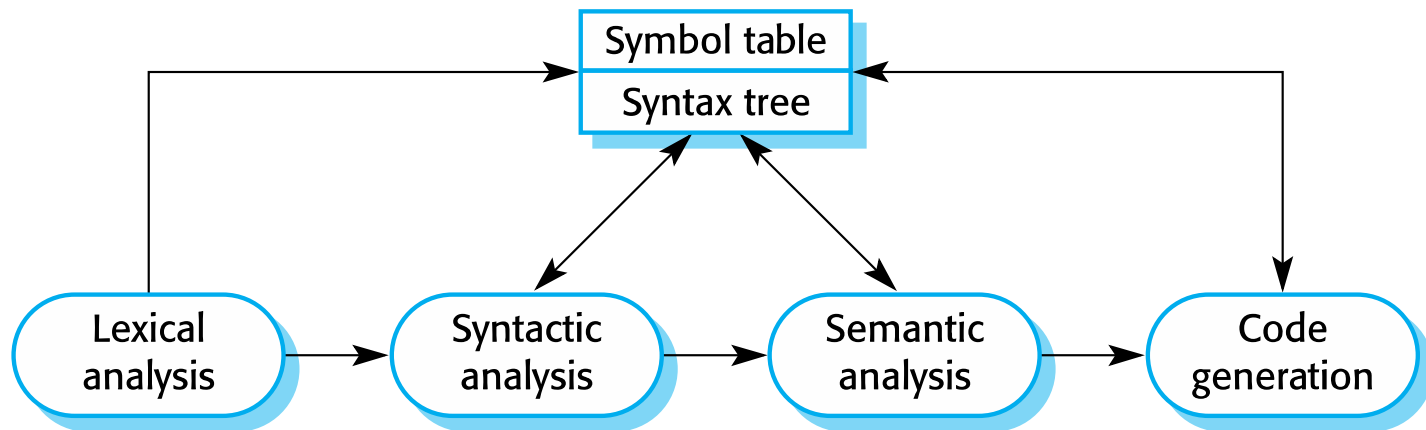 Symbol table
Syntax tree
Lexical
analysis
Syntactic
analysis
Semantic
analysis
Code
generation